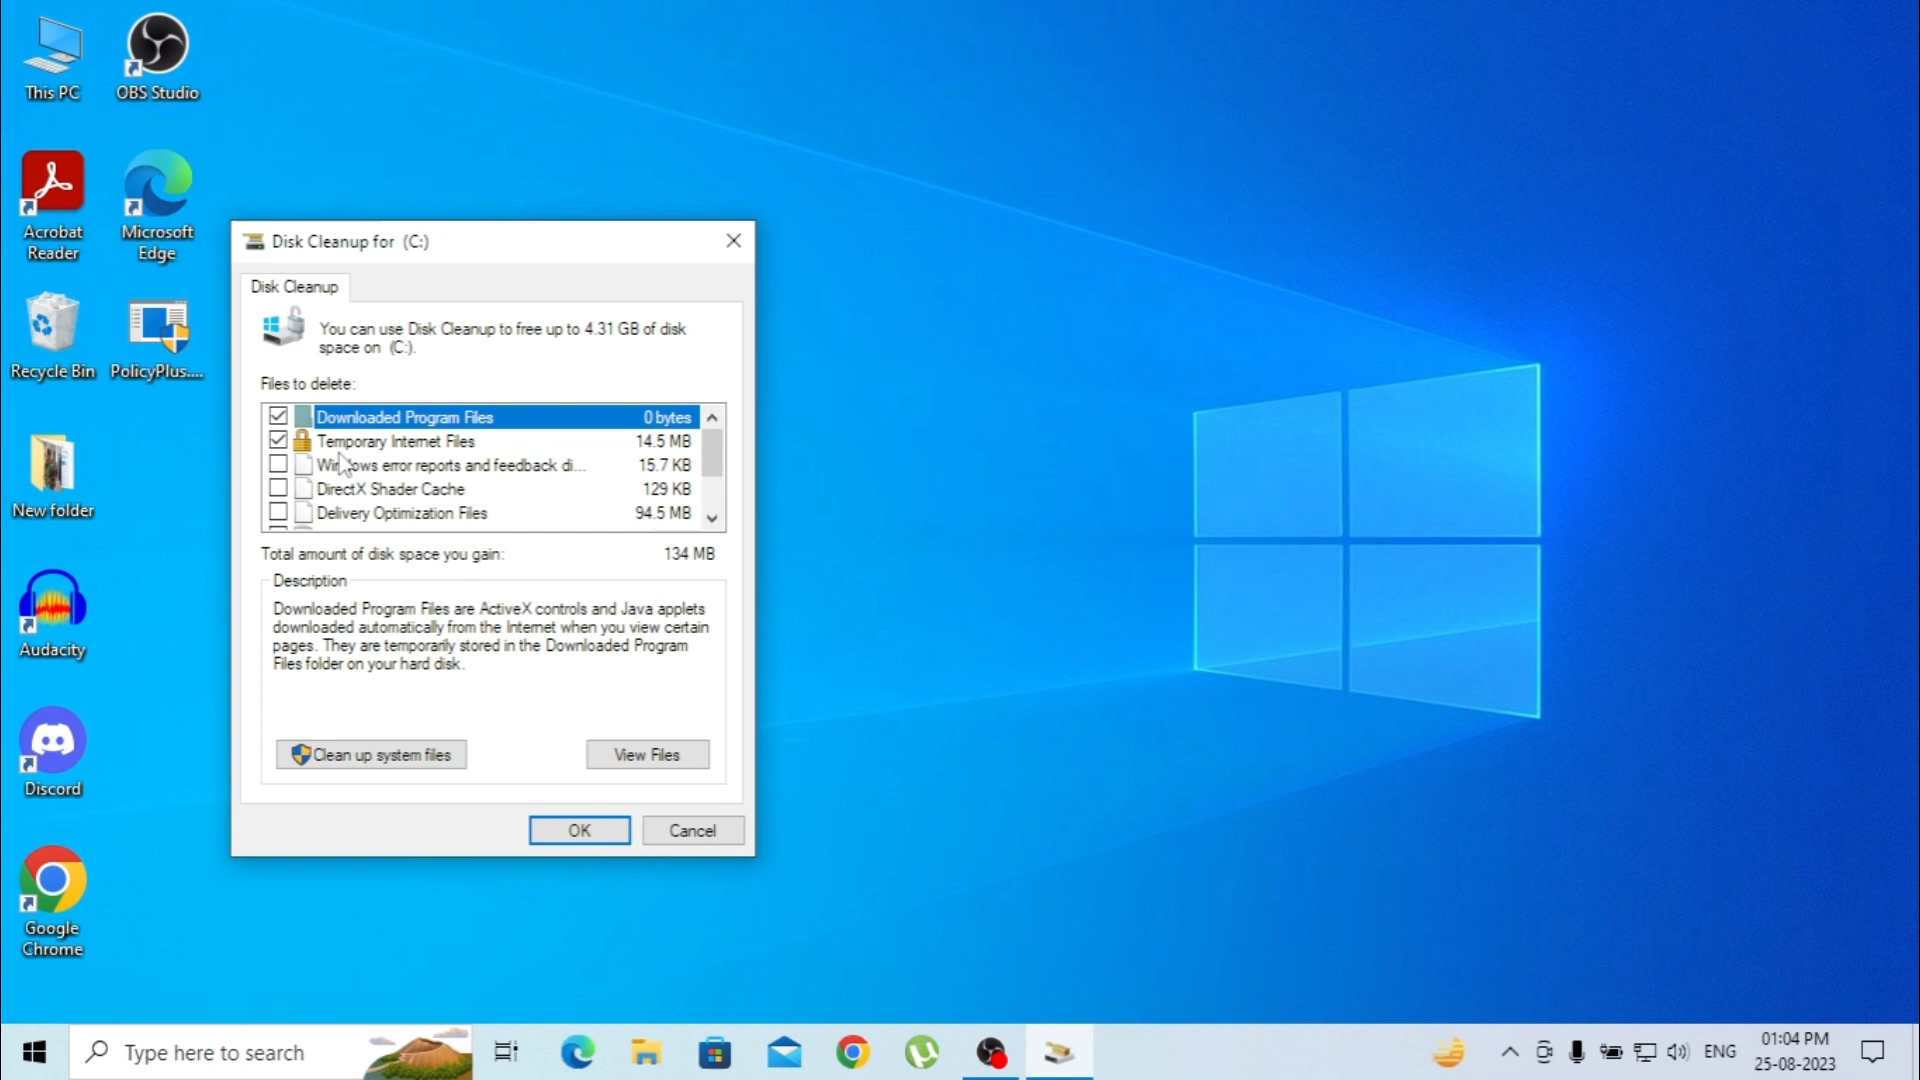 This PC
OBS Studio
Acrobat
Reader
Microsoft
Edge
Recycle Bin
PolicyPlus....
New folder
Audacity
Discord
Google
Chrome
Disk Cleanup for (C:)
Disk Cleanup
You can use Disk Cleanup to free up to 4.31 GB of disk
space on (C:).
Files to delete:
Downloaded Program Files 0 bytes
Temporary Internet Files 14.5 MB
Windows error reports and feedback di... 15.7 KB
DirectX Shader Cache 129 KB
Delivery Optimization Files 94.5 MB
Total amount of disk space you gain: 134 MB
Description
Downloaded Program Files are ActiveX controls and Java applets
downloaded automatically from the Internet when you view certain
pages. They are temporarily stored in the Downloaded Program
Files folder on your hard disk.
Clean up system files
View Files
OK
Cancel
Type here to search
ENG
01:04 PM
25-08-2023